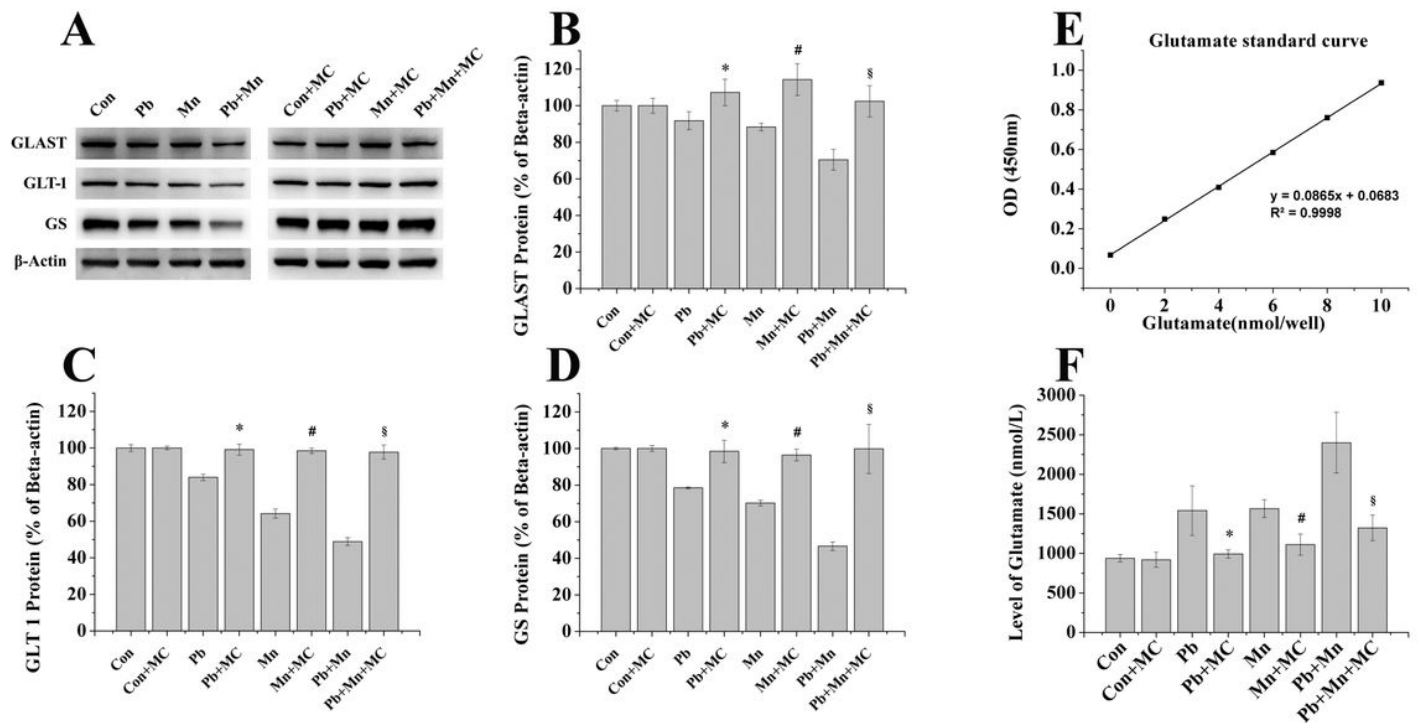 A
Con
Pb
Mn
Pb+Mn
Con+MC
Pb+MC
Mn+MC
Pb+Mn+MC
GLAST
GLT-1
GS
β-Actin
B
GLAST Protein (% of Beta-actin)
120
100
80
60
40
20
0
*
#
§
Con
Con+MC
Pb
Pb+MC
Mn
Mn+MC
Pb+Mn
Pb+Mn+MC
E
Glutamate standard curve
OD (450nm)
1.0
0.8
0.6
0.4
0.2
0.0
y = 0.0865x + 0.0683
R² = 0.9998
0 2 4 6 8 10
Glutamate(nmol/well)
C
GLT 1 Protein (% of Beta-actin)
120
100
80
60
40
20
0
*
#
§
Con
Con+MC
Pb
Pb+MC
Mn
Mn+MC
Pb+Mn
Pb+Mn+MC
D
GS Protein (% of Beta-actin)
120
100
80
60
40
20
0
*
#
§
Con
Con+MC
Pb
Pb+MC
Mn
Mn+MC
Pb+Mn
Pb+Mn+MC
F
Level of Glutamate (nmol/L)
3000
2500
2000
1500
1000
500
0
*
#
§
Con
Con+MC
Pb
Pb+MC
Mn
Mn+MC
Pb+Mn
Pb+Mn+MC